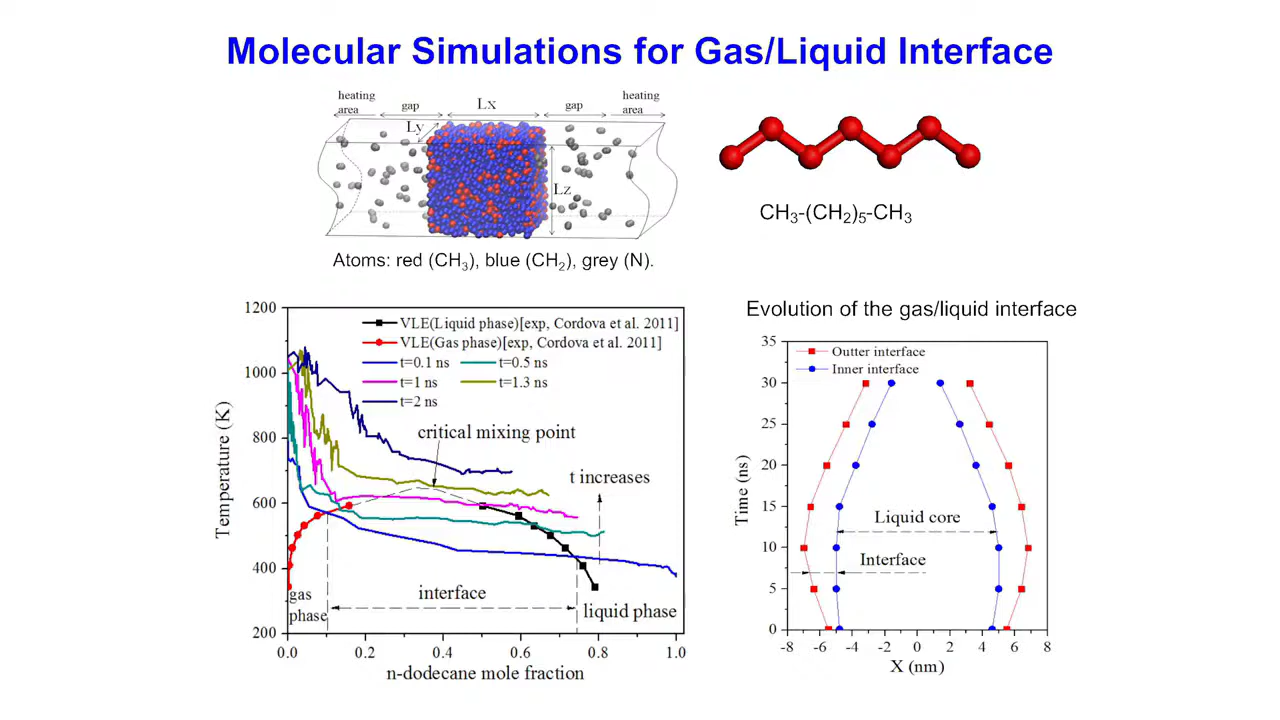 Molecular Simulations for Gas/Liquid Interface
heating area
gap
Lx
gap
heating area
Ly
Lz
Atoms: red (CH3), blue (CH2), grey (N).
CH3-(CH2)5-CH3
1200
1000
800
600
400
200
Temperature (K)
VLE(Liquid phase)[exp, Cordova et al. 2011]
VLE(Gas phase)[exp, Cordova et al. 2011]
t=0.1 ns
t=0.5 ns
t=1 ns
t=1.3 ns
t=2 ns
critical mixing point
t increases
gas phase
interface
liquid phase
0.0 0.2 0.4 0.6 0.8 1.0
n-dodecane mole fraction
Evolution of the gas/liquid interface
35
30
25
20
15
10
5
0
Time (ns)
Outter interface
Inner interface
Liquid core
Interface
-8 -6 -4 -2 0 2 4 6 8
X (nm)